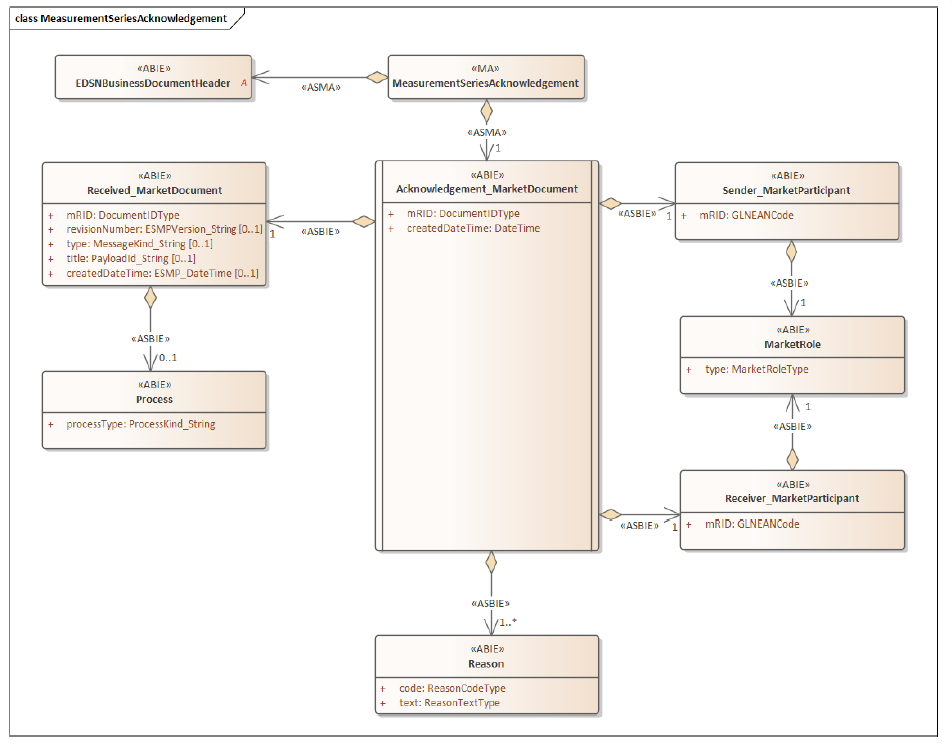 class MeasurementSeriesAcknowledgement
«ABIE»
EDSNBusinessDocumentHeader A
«ASMA»
«MA»
MeasurementSeriesAcknowledgement
«ASMA»
1
«ABIE»
Received_MarketDocument
+ mRID: DocumentIDType
+ revisionNumber: ESMPVersion_String [0..1]
+ type: MessageKind_String [0..1]
+ title: PayloadId_String [0..1]
+ createdDateTime: ESMP_DateTime [0..1]
1
«ASBIE»
«ABIE»
Acknowledgement_MarketDocument
+ mRID: DocumentIDType
+ createdDateTime: DateTime
«ASBIE»
1
«ABIE»
Sender_MarketParticipant
+ mRID: GLNEANCode
«ASBIE»
1
«ASBIE»
0..1
«ABIE»
MarketRole
+ type: MarketRoleType
«ABIE»
Process
+ processType: ProcessKind_String
1
«ASBIE»
«ABIE»
Receiver_MarketParticipant
+ mRID: GLNEANCode
«ASBIE»
1
«ASBIE»
1..*
«ABIE»
Reason
+ code: ReasonCodeType
+ text: ReasonTextType